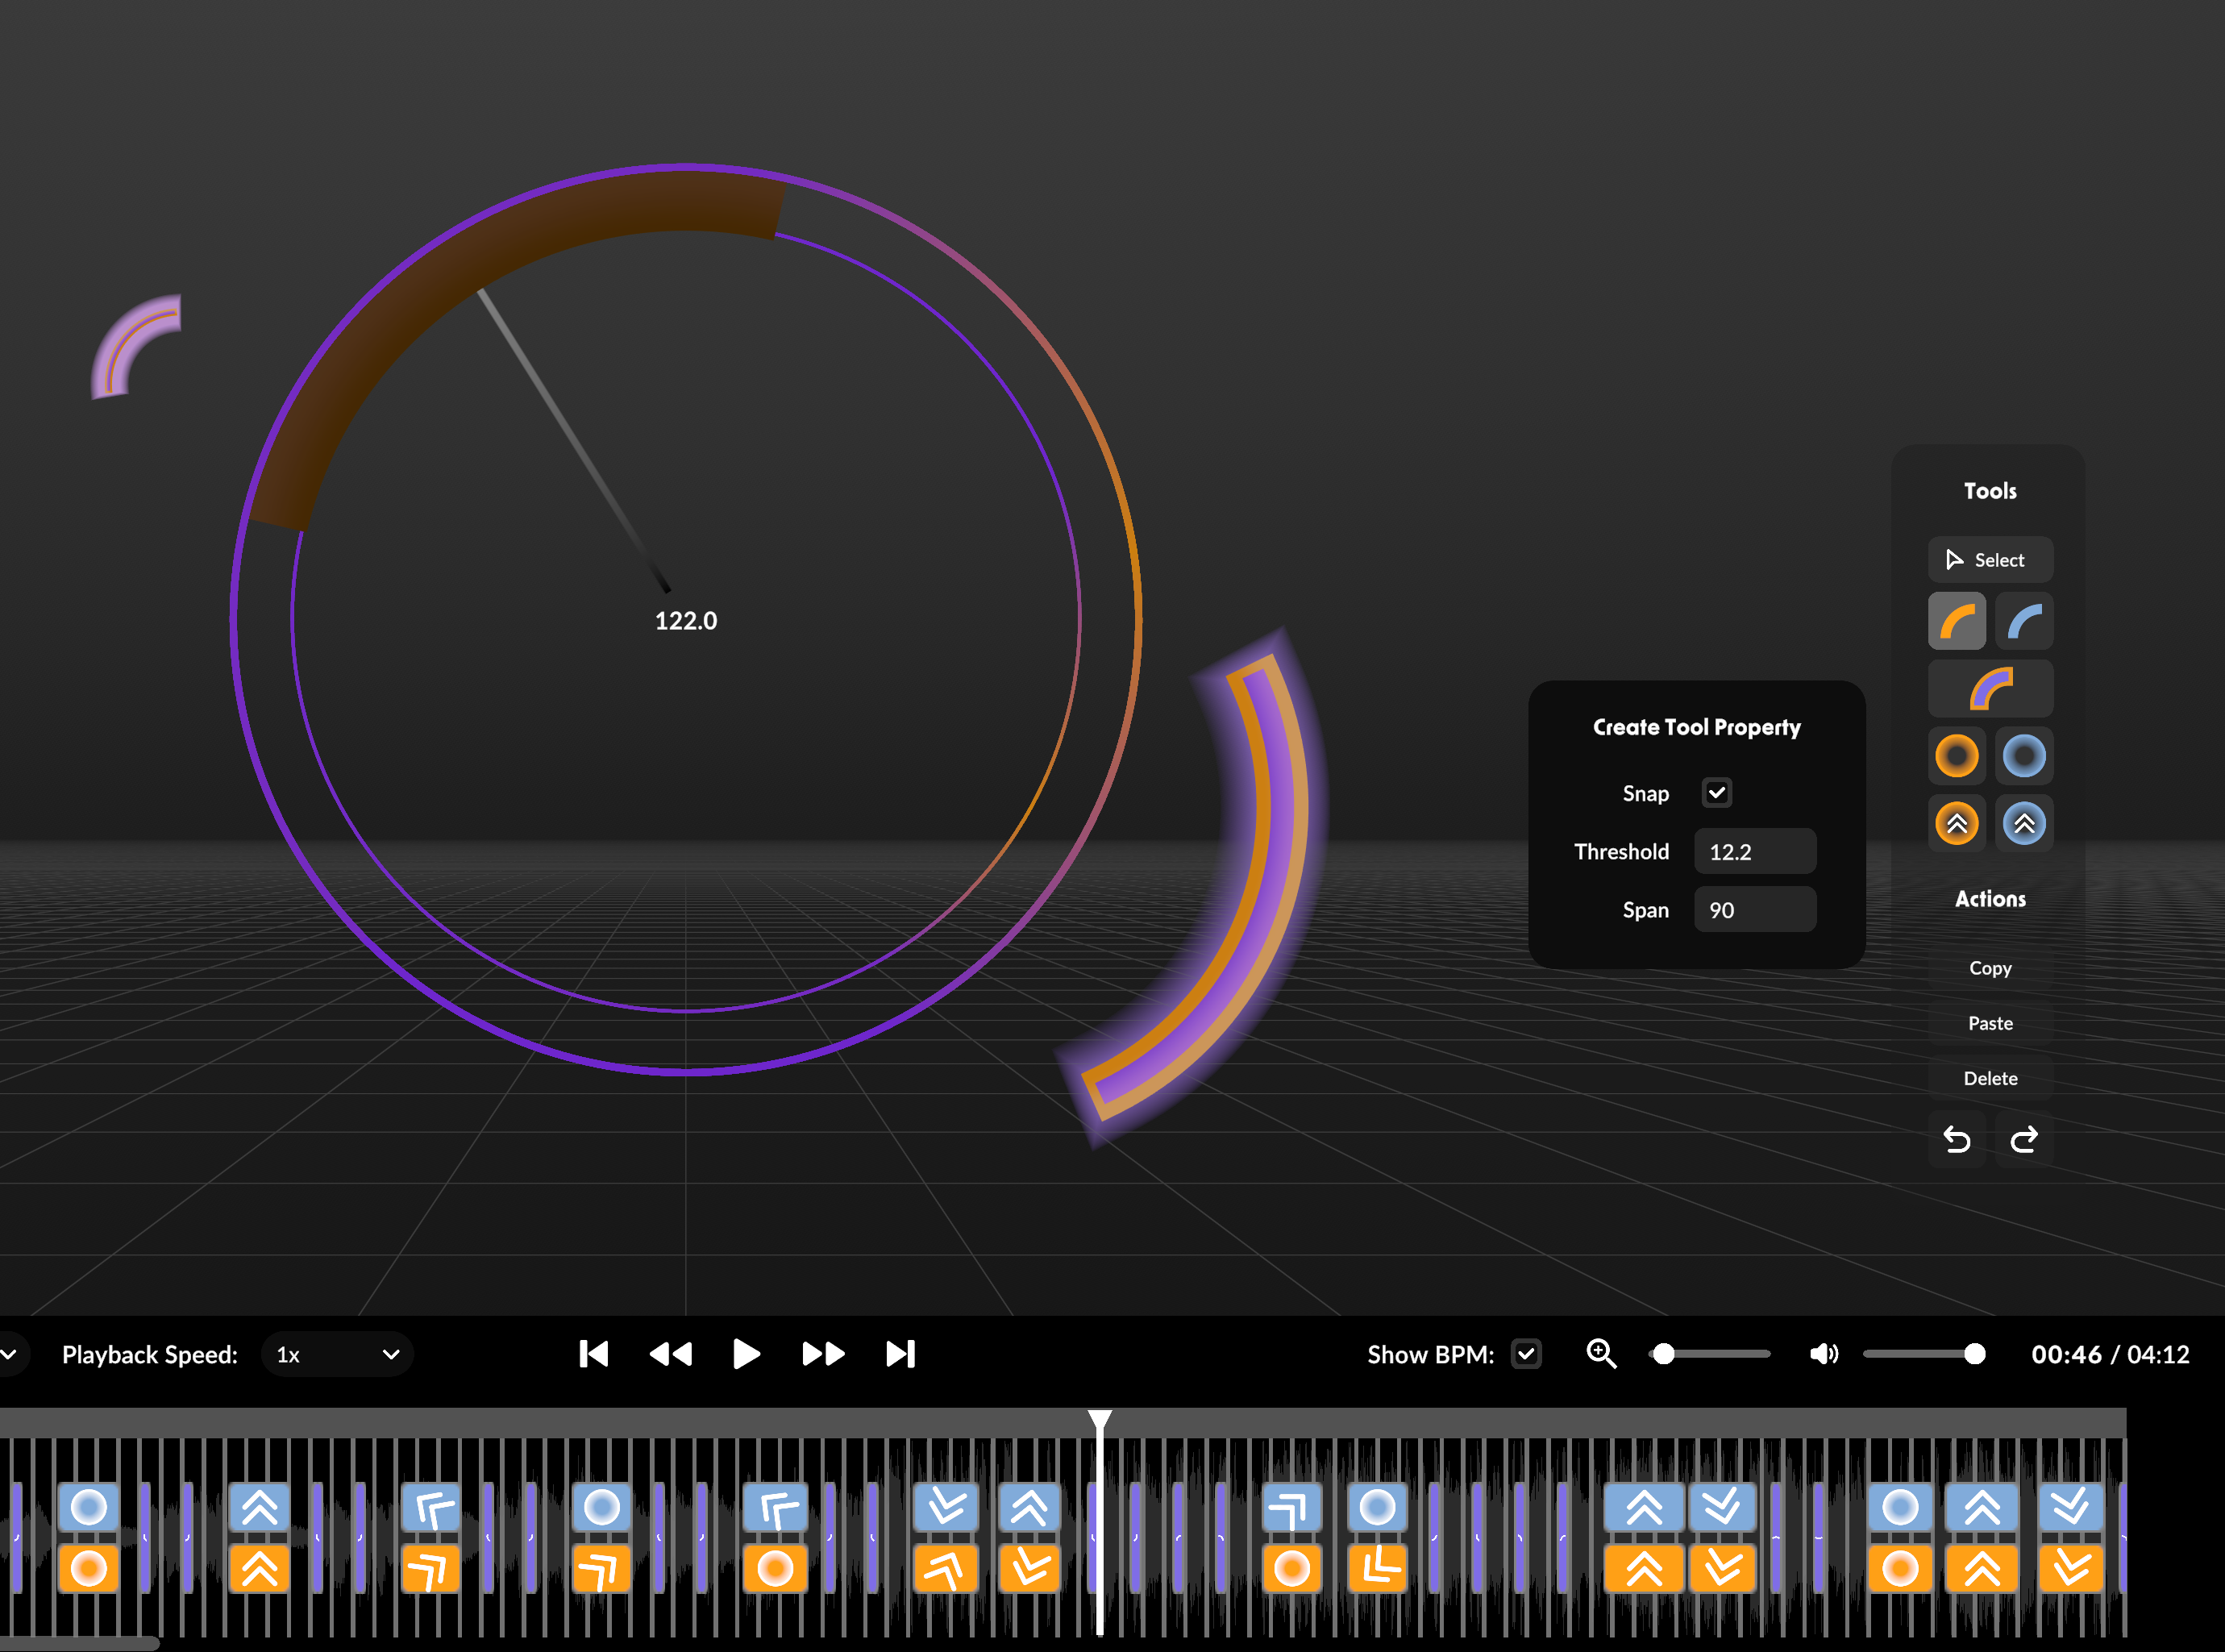 Tools
Select
122.0
Create Tool Property
Snap
Threshold 12.2
Span 90
Actions
Copy
Paste
Delete
Playback Speed: 1x
Show BPM:
00:46 / 04:12